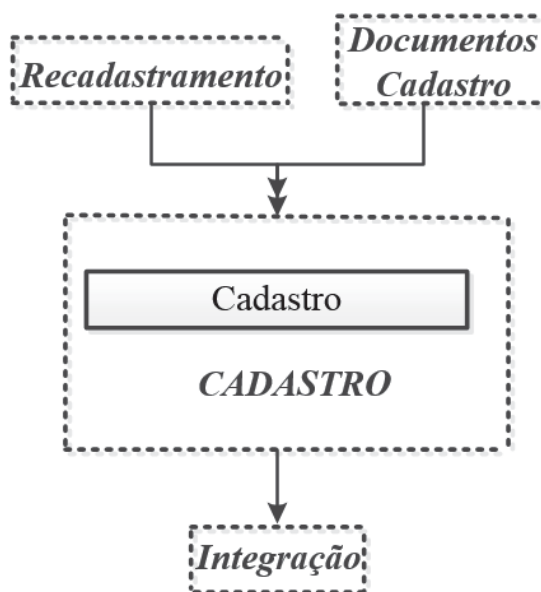 Recadastramento
Documentos
Cadastro
Cadastro
CADASTRO
Integração